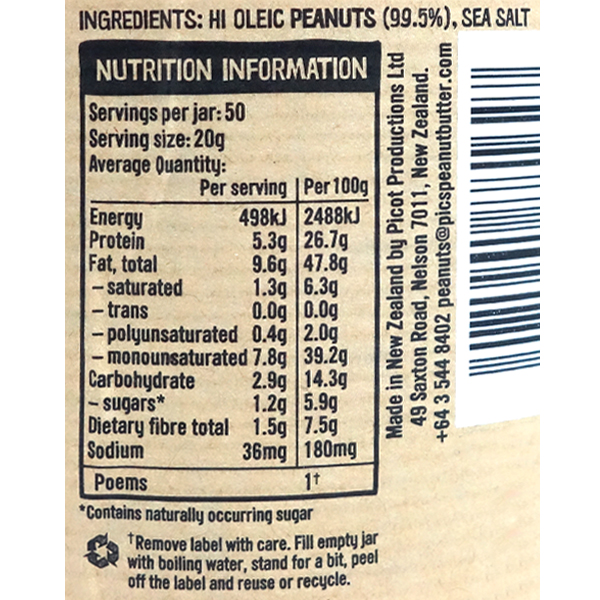 INGREDIENTS: HI OLEIC PEANUTS (99.5%), SEA SALT
NUTRITION INFORMATION
Servings per jar: 50
Serving size: 20g
Average Quantity:
Per serving Per 100g
Energy 498kJ 2488kJ
Protein 5.3g 26.7g
Fat, total 9.6g 47.8g
– saturated 1.3g 6.3g
– trans 0.0g 0.0g
– polyunsaturated 0.4g 2.0g
– monounsaturated 7.8g 39.2g
Carbohydrate 2.9g 14.3g
– sugars* 1.2g 5.9g
Dietary fibre total 1.5g 7.5g
Sodium 36mg 180mg
Poems 1†
*Contains naturally occurring sugar
†Remove label with care. Fill empty jar
with boiling water, stand for a bit, peel
off the label and reuse or recycle.
Made in New Zealand by Picot Productions Ltd
49 Saxton Road, Nelson 7011, New Zealand.
+64 3 544 8402 peanuts@picspeanutbutter.com